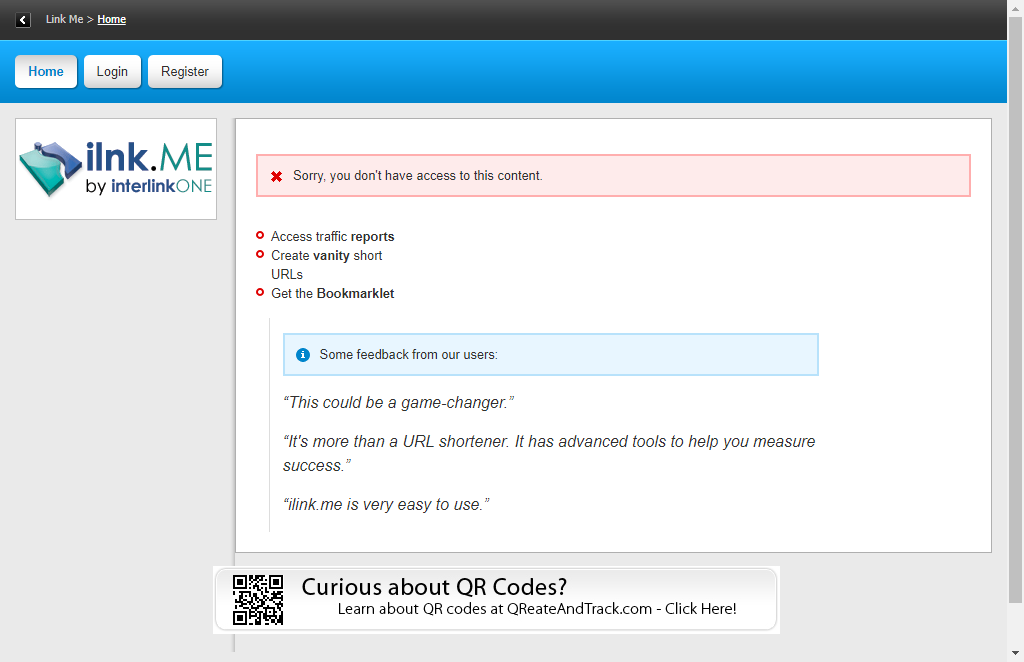 Link Me > Home
Home
Login
Register
ilnk.ME
by interlinkONE
Sorry, you don't have access to this content.
Access traffic reports
Create vanity short
URLs
Get the Bookmarklet
Some feedback from our users:
“This could be a game-changer.”
“It's more than a URL shortener. It has advanced tools to help you measure
success.”
“ilink.me is very easy to use.”
Curious about QR Codes?
Learn about QR codes at QReateAndTrack.com - Click Here!